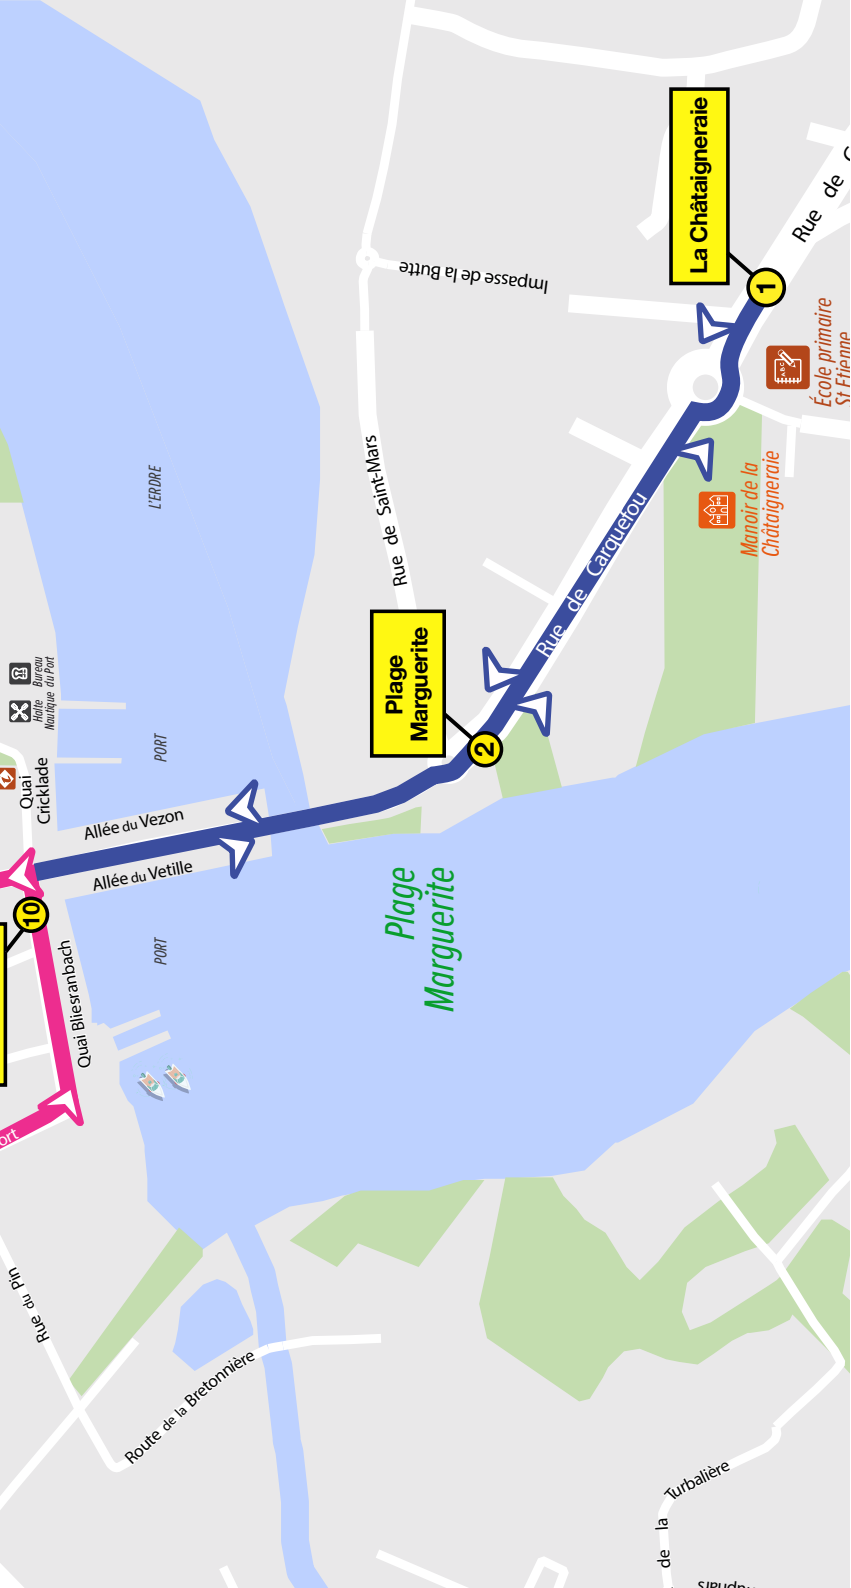 La Châtaigneraie
1
Rue de
Impasse de la Butte
École primaire
St Etienne
Manoir de la
Châtaigneraie
Rue de Saint-Mars
Rue de Carquefou
L'ERDRE
Plage
Marguerite
2
Halte
Nautique
Bureau
du Port
PORT
Quai
Cricklade
Allée du Vezon
Allée du Vetille
10
PORT
Plage
Marguerite
Quai Bliesranbach
Rue du Pin
Route de la Bretonnière
de la Turbalière